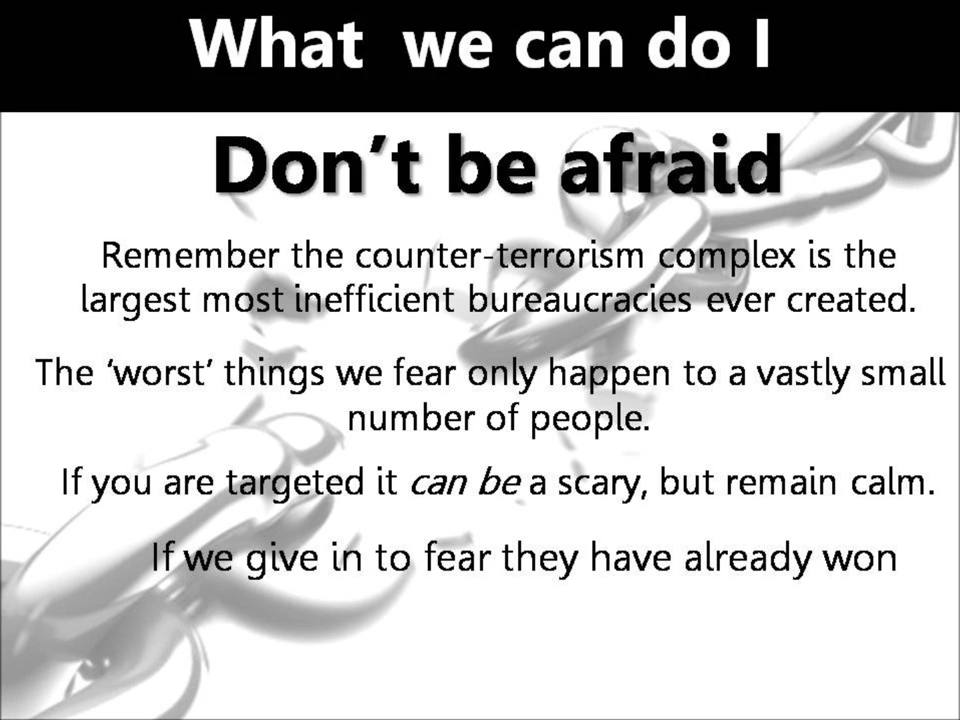 What we can do I
Don't be afraid
Remember the counter-terrorism complex is the
largest most inefficient bureaucracies ever created.
The 'worst' things we fear only happen to a vastly small
number of people.
If you are targeted it can be a scary, but remain calm.
If we give in to fear they have already won